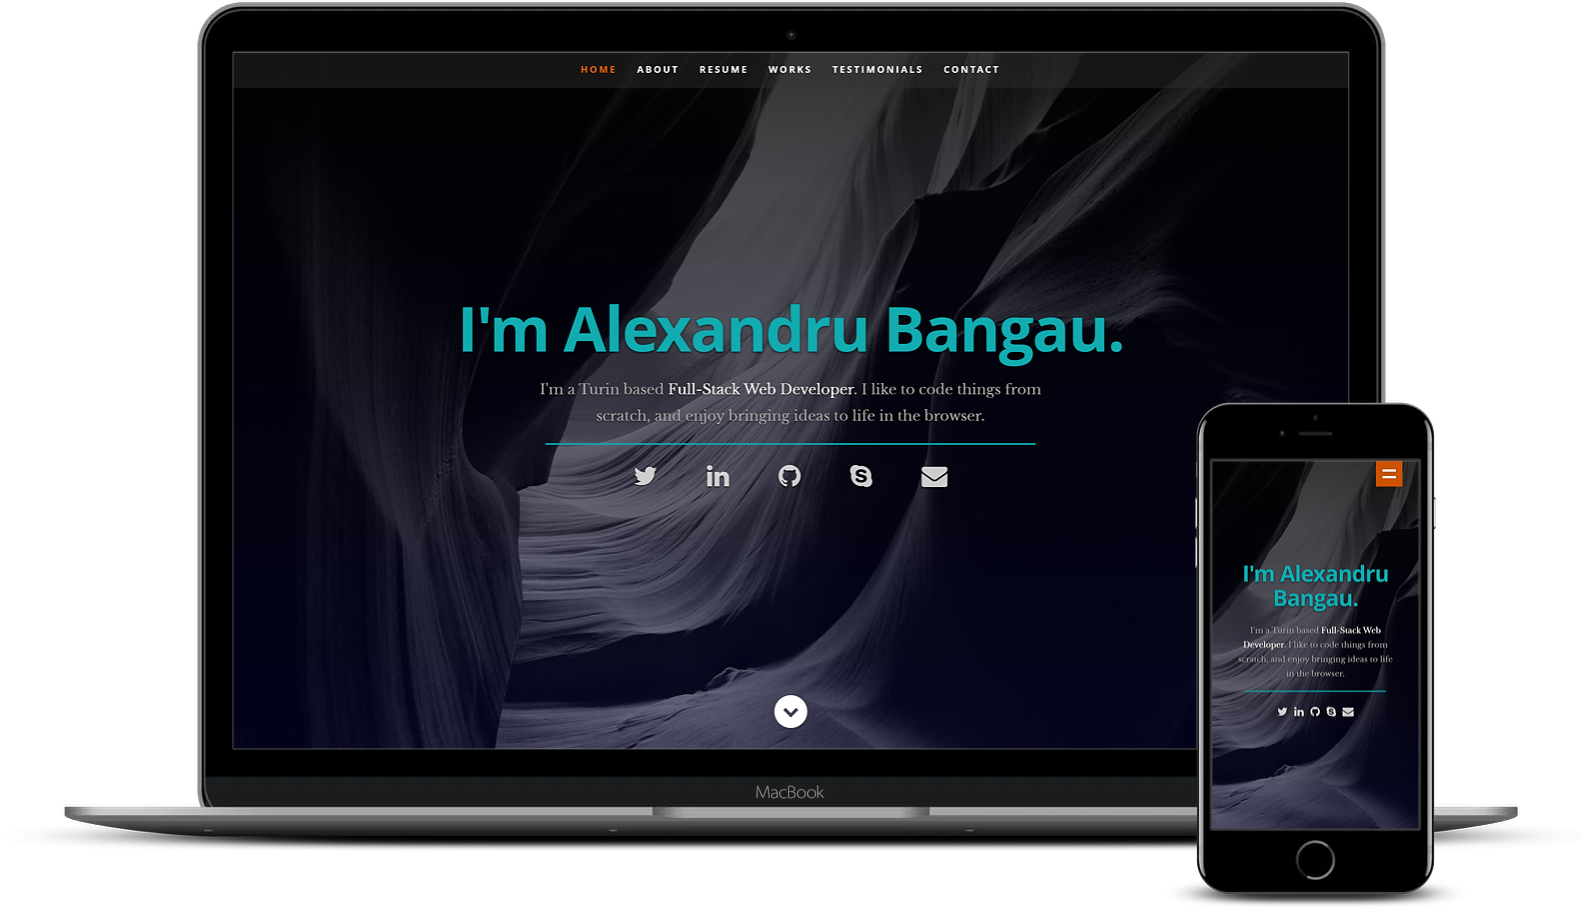 HOME ABOUT RESUME WORKS TESTIMONIALS CONTACT
I'm Alexandru Bangau.
I'm a Turin based Full-Stack Web Developer. I like to code things from
scratch, and enjoy bringing ideas to life in the browser.
MacBook
I'm Alexandru
Bangau.
I'm a Turin based Full-Stack Web
Developer. I like to code things from
scratch, and enjoy bringing ideas to life
in the browser.